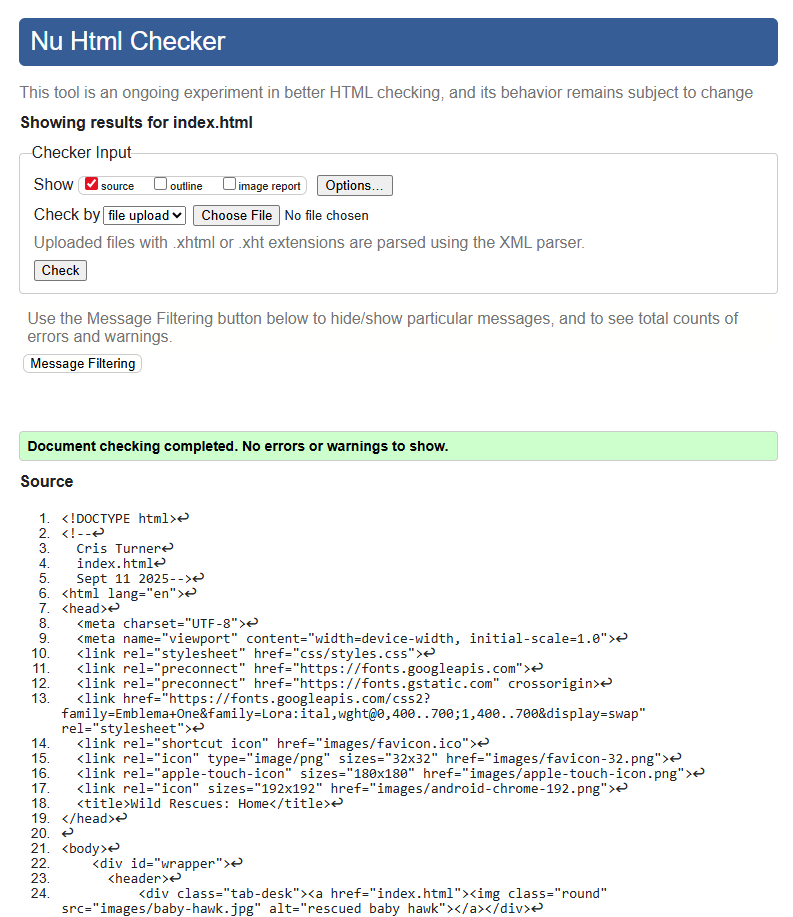 Nu Html Checker
This tool is an ongoing experiment in better HTML checking, and its behavior remains subject to change
Showing results for index.html
Checker Input
Show source outline image report Options...
Check by file upload Choose File No file chosen
Uploaded files with .xhtml or .xht extensions are parsed using the XML parser.
Check
Use the Message Filtering button below to hide/show particular messages, and to see total counts of
errors and warnings.
Message Filtering
Document checking completed. No errors or warnings to show.
Source
1. <!DOCTYPE html>↩
2. <!--↩
3. Cris Turner↩
4. index.html↩
5. Sept 11 2025-->↩
6. <html lang="en">↩
7. <head>↩
8. <meta charset="UTF-8">↩
9. <meta name="viewport" content="width=device-width, initial-scale=1.0">↩
10. <link rel="stylesheet" href="css/styles.css">↩
11. <link rel="preconnect" href="https://fonts.googleapis.com">↩
12. <link rel="preconnect" href="https://fonts.gstatic.com" crossorigin>↩
13. <link href="https://fonts.googleapis.com/css2?
family=Emblema+One&family=Lora:ital,wght@0,400..700;1,400..700&display=swap"
rel="stylesheet">↩
14. <link rel="shortcut icon" href="images/favicon.ico">↩
15. <link rel="icon" type="image/png" sizes="32x32" href="images/favicon-32.png">↩
16. <link rel="apple-touch-icon" sizes="180x180" href="images/apple-touch-icon.png">↩
17. <link rel="icon" sizes="192x192" href="images/android-chrome-192.png">↩
18. <title>Wild Rescues: Home</title>↩
19. </head>↩
20. ↩
21. <body>↩
22. <div id="wrapper">↩
23. <header>↩
24. <div class="tab-desk"><a href="index.html"><img class="round"
src="images/baby-hawk.jpg" alt="rescued baby hawk"></a></div>↩